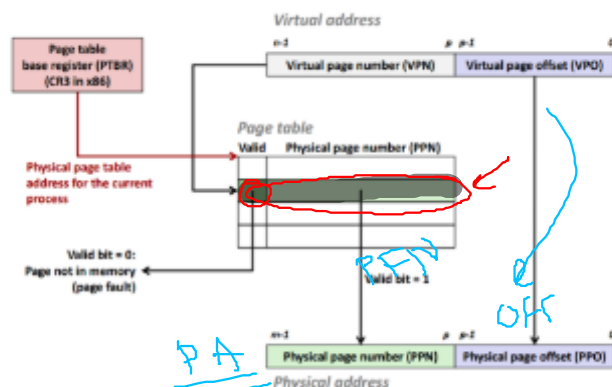 Virtual address
n-1 p p-1 0
Page table
base register (PTBR)
(CR3 in x86)
Virtual page number (VPN) Virtual page offset (VPO)
Page table
Valid Physical page number (PPN)
Physical page table
address for the current
process
Valid bit = 0:
Page not in memory
(page fault)
PFN
Valid bit = 1
OFF
m-1 p p-1 0
PA
Physical page number (PPN) Physical page offset (PPO)
Physical address